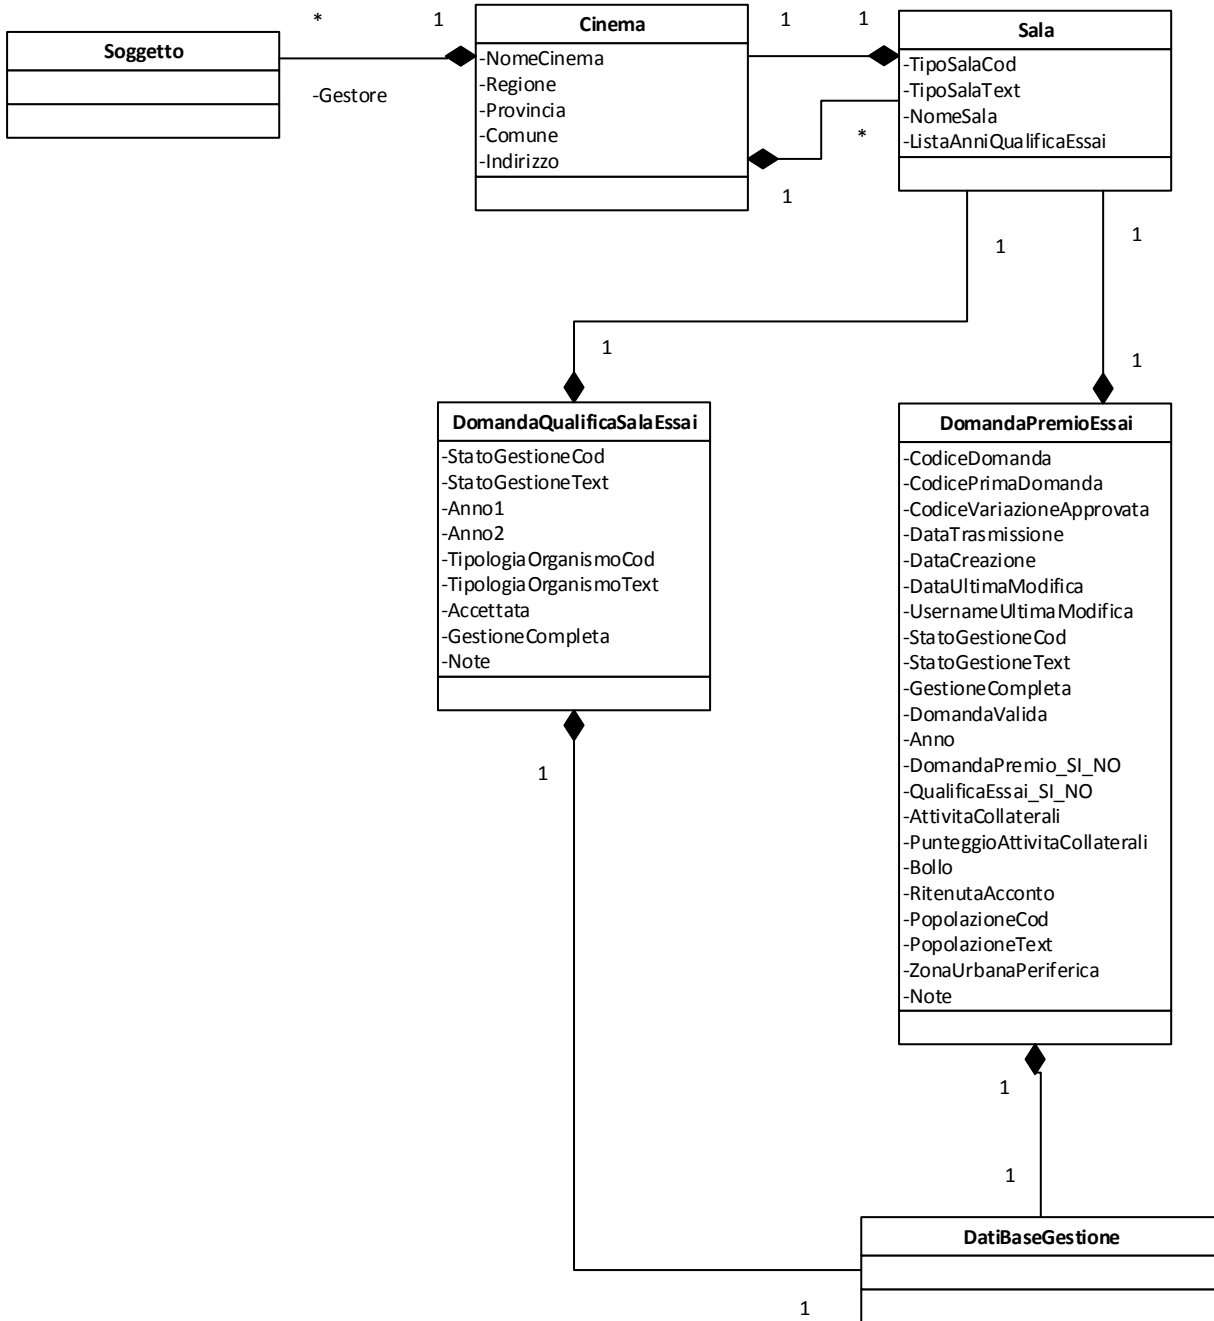 Soggetto
*
1
-Gestore
Cinema
-NomeCinema
-Regione
-Provincia
-Comune
-Indirizzo
1
1
*
1
Sala
-TipoSalaCod
-TipoSalaText
-NomeSala
-ListaAnniQualificaEssai
1
1
1
1
DomandaQualificaSalaEssai
-StatoGestioneCod
-StatoGestioneText
-Anno1
-Anno2
-TipologiaOrganismoCod
-TipologiaOrganismoText
-Accettata
-GestioneCompleta
-Note
1
DomandaPremioEssai
-CodiceDomanda
-CodicePrimaDomanda
-CodiceVariazioneApprovata
-DataTrasmissione
-DataCreazione
-DataUltimaModifica
-UsernameUltimaModifica
-StatoGestioneCod
-StatoGestioneText
-GestioneCompleta
-DomandaValida
-Anno
-DomandaPremio_SI_NO
-QualificaEssai_SI_NO
-AttivitaCollaterali
-PunteggioAttivitaCollaterali
-Bollo
-RitenutaAcconto
-PopolazioneCod
-PopolazioneText
-ZonaUrbanaPeriferica
-Note
1
1
DatiBaseGestione
1